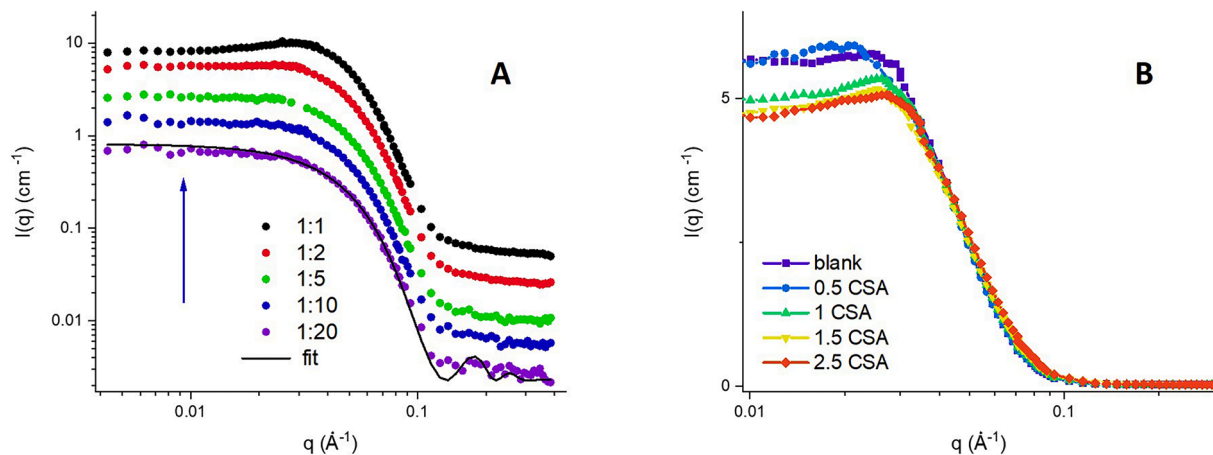 A
I(q) (cm⁻¹)
10
1
0.1
0.01
1:1
1:2
1:5
1:10
1:20
fit
0.01
0.1
q (Å⁻¹)
B
I(q) (cm⁻¹)
5
0
blank
0.5 CSA
1 CSA
1.5 CSA
2.5 CSA
0.01
0.1
q (Å⁻¹)